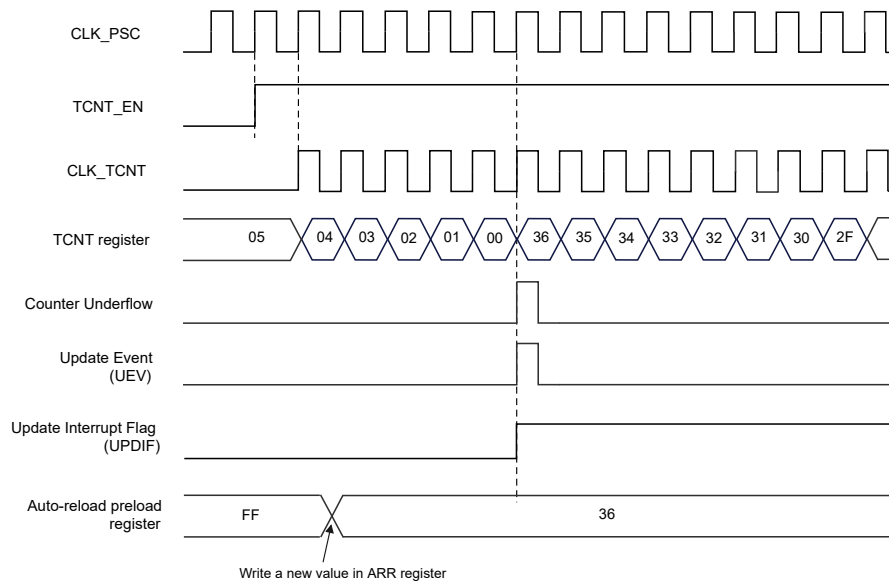 CLK_PSC
TCNT_EN
CLK_TCNT
TCNT register
05 04 03 02 01 00 36 35 34 33 32 31 30 2F
Counter Underflow
Update Event
(UEV)
Update Interrupt Flag
(UPDIF)
Auto-reload preload
register
FF 36
Write a new value in ARR register